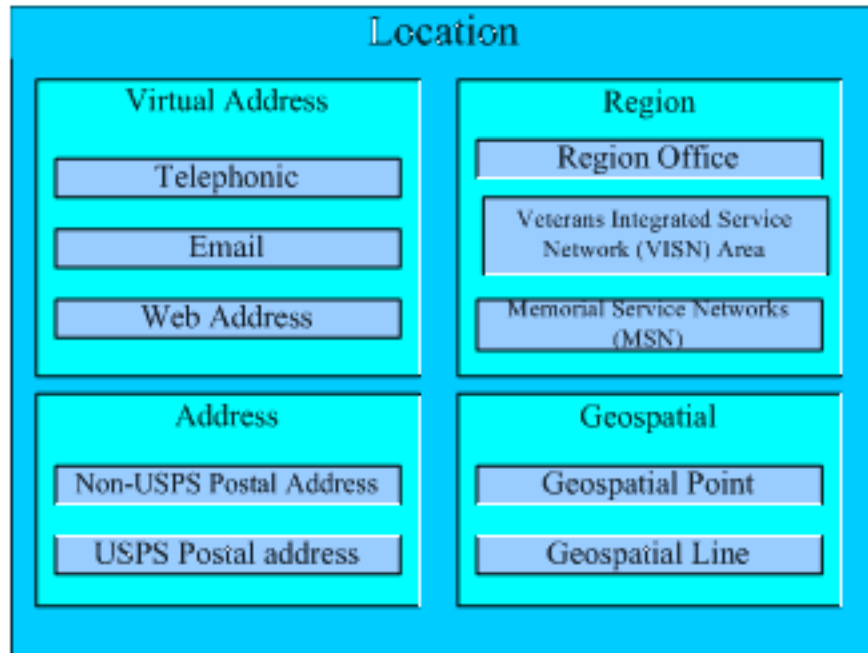 Location
Virtual Address
Telephonic
Email
Web Address
Region
Region Office
Veterans Integrated Service
Network (VISN) Area
Memorial Service Networks
(MSN)
Address
Non-USPS Postal Address
USPS Postal address
Geospatial
Geospatial Point
Geospatial Line